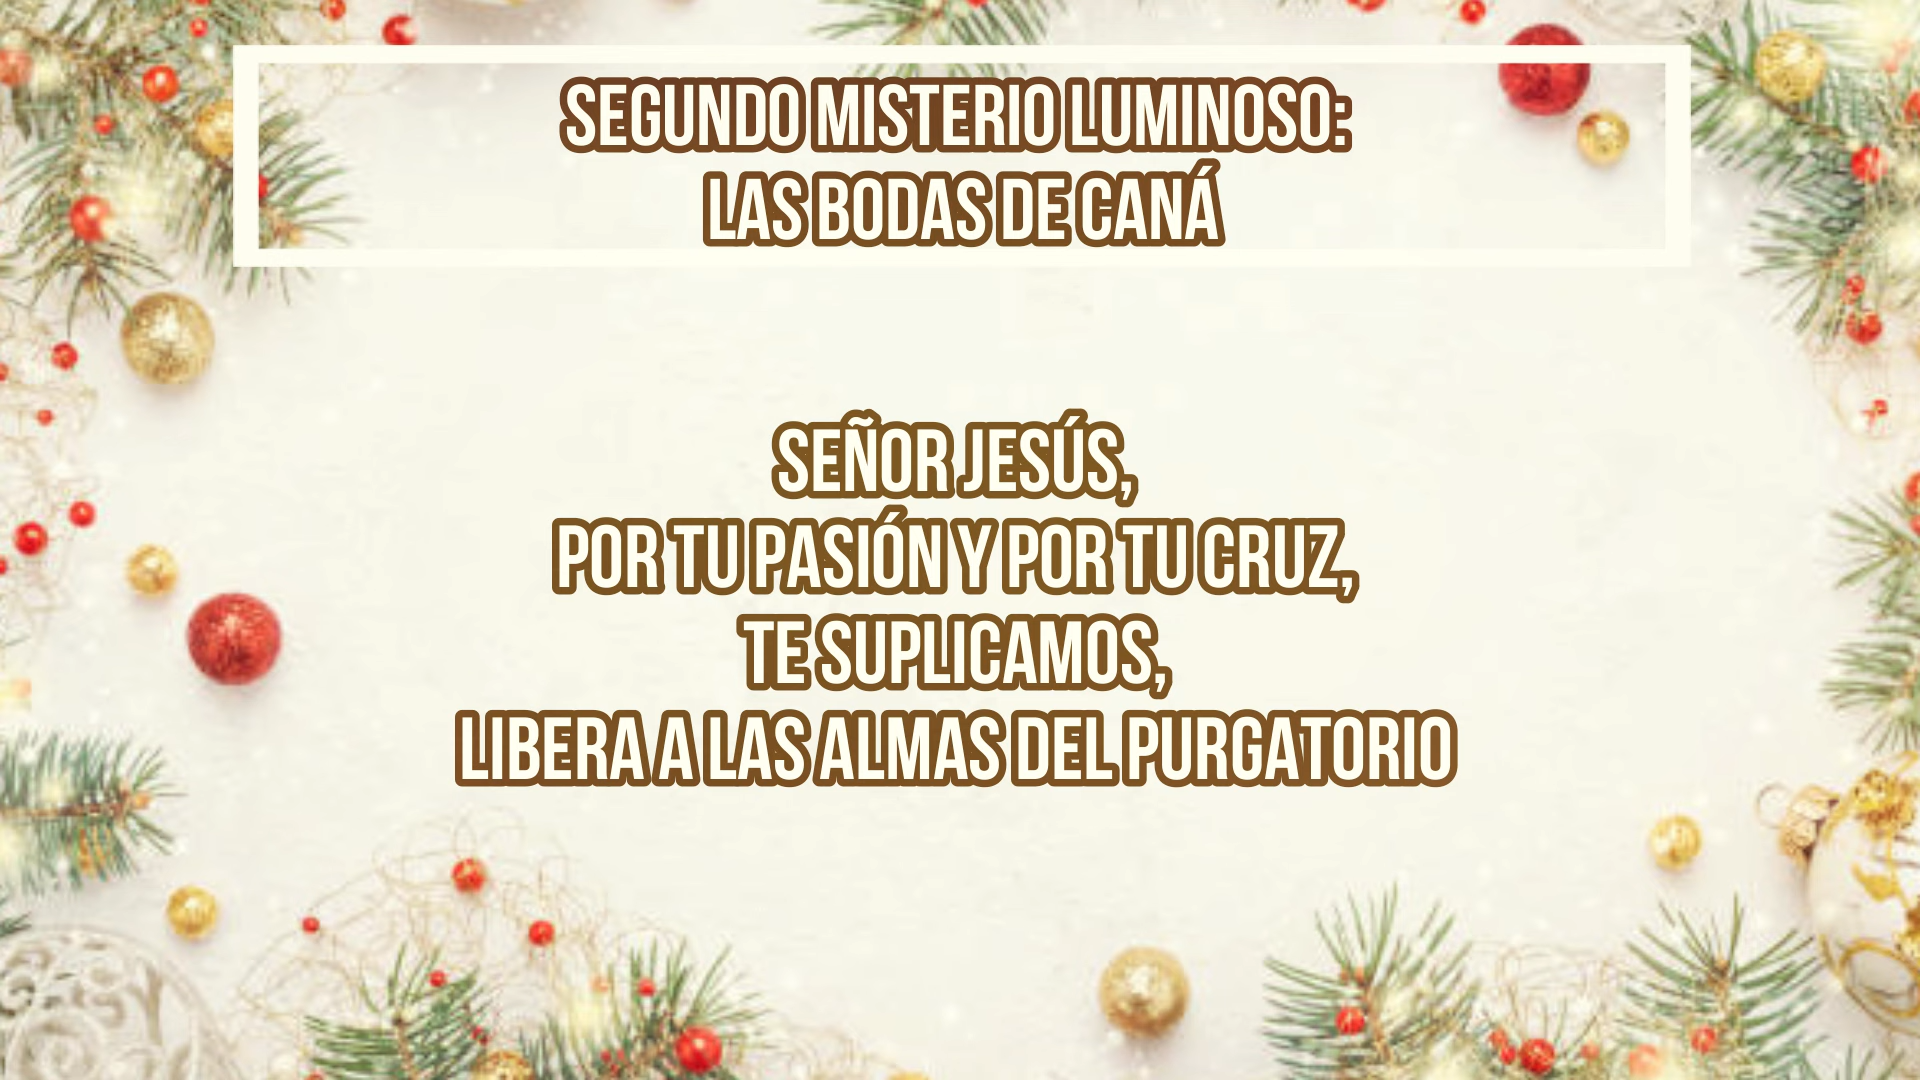 SEGUNDO MISTERIO LUMINOSO:
LAS BODAS DE CANÁ
SEÑOR JESÚS,
POR TU PASIÓN Y POR TU CRUZ,
TE SUPLICAMOS,
LIBERA A LAS ALMAS DEL PURGATORIO